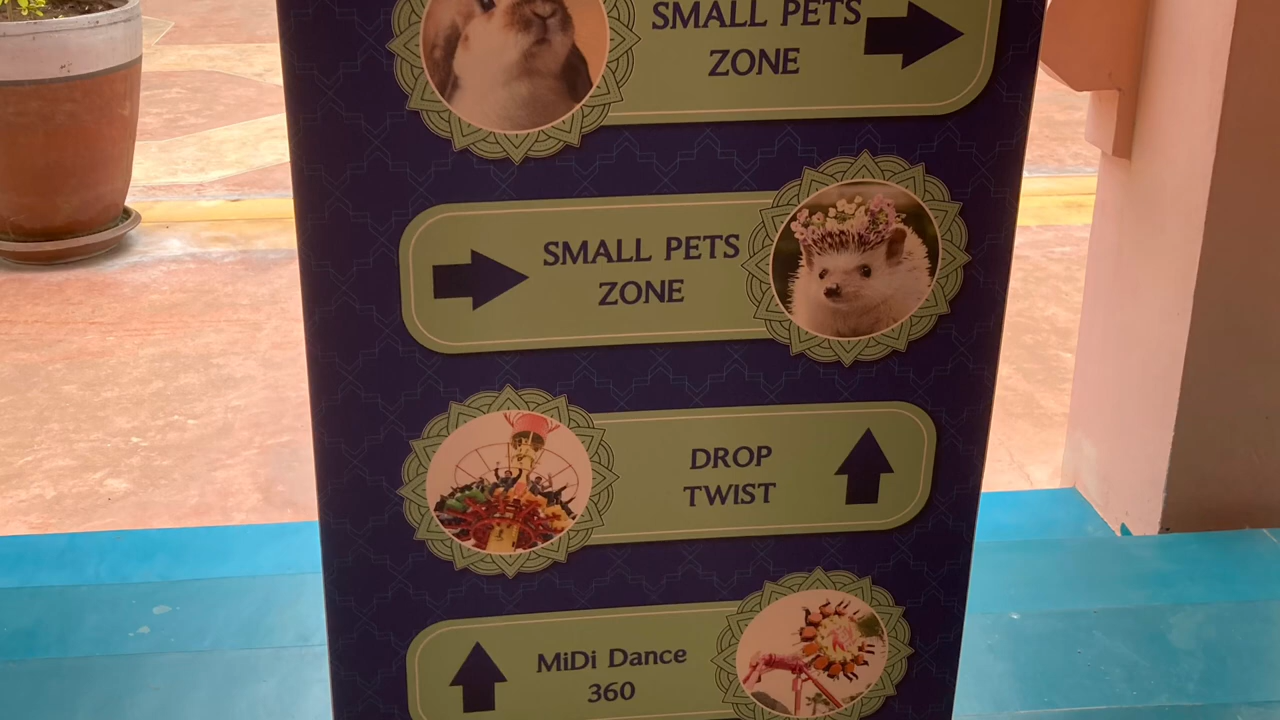 SMALL PETS
ZONE
SMALL PETS
ZONE
DROP
TWIST
MiDi Dance
360